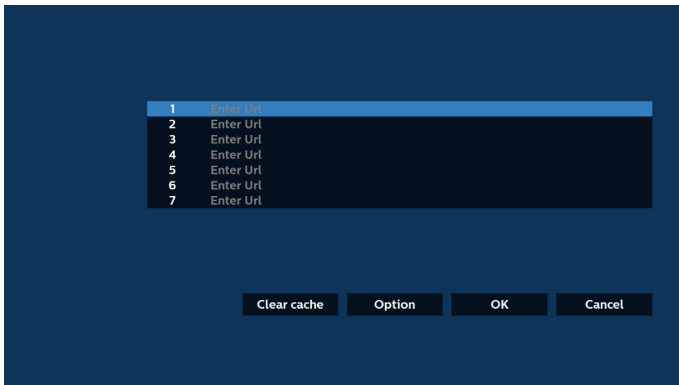 1 Enter Url
2 Enter Url
3 Enter Url
4 Enter Url
5 Enter Url
6 Enter Url
7 Enter Url
Clear cache Option OK Cancel